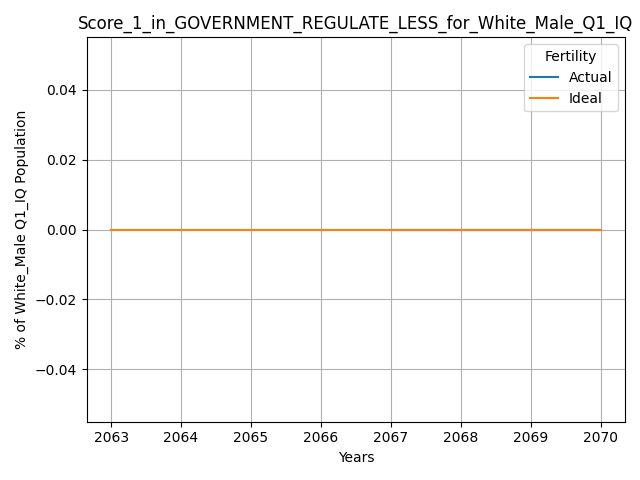 Score_1_in_GOVERNMENT_REGULATE_LESS_for_White_Male_Q1_IQ
Fertility
Actual
Ideal
% of White_Male Q1_IQ Population
0.04
0.02
0.00
−0.02
−0.04
2063 2064 2065 2066 2067 2068 2069 2070
Years